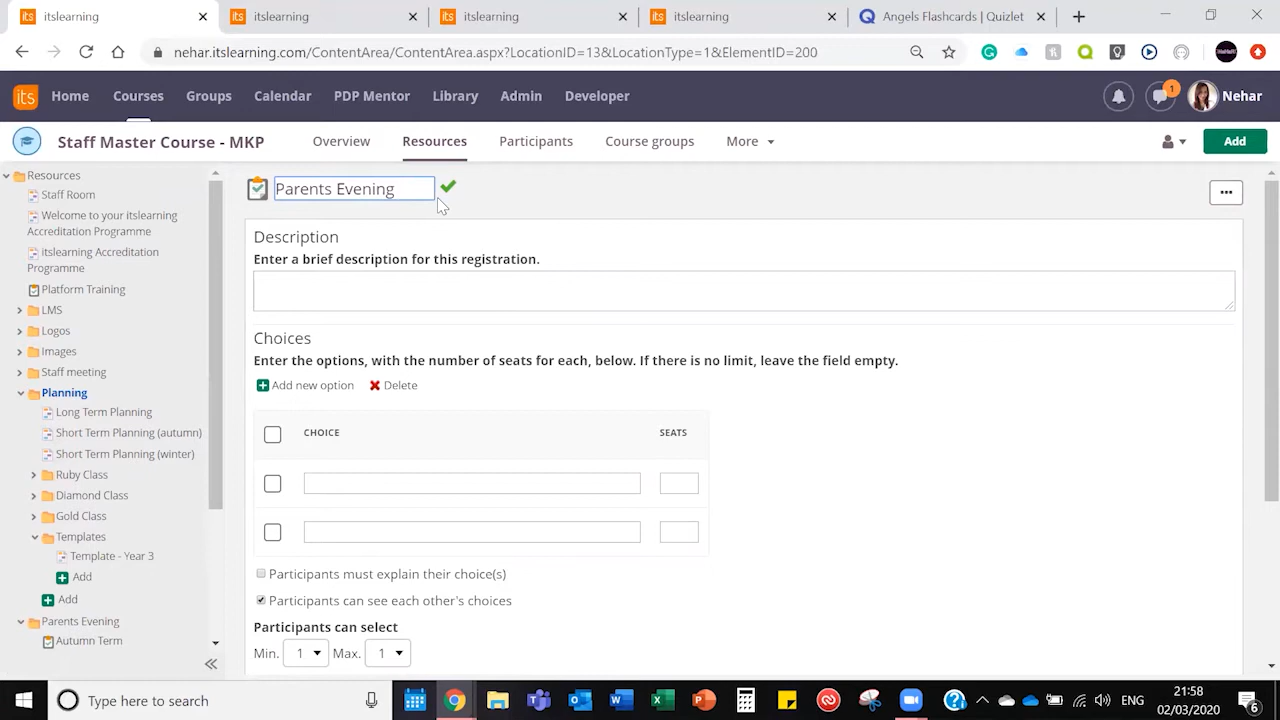 itslearning
itslearning
itslearning
itslearning
Angels Flashcards | Quizlet
nehar.itslearning.com/ContentArea/ContentArea.aspx?LocationID=13&LocationType=1&ElementID=200
its Home Courses Groups Calendar PDP Mentor Library Admin Developer 1 Nehar
Staff Master Course - MKP Overview Resources Participants Course groups More Add
Resources
Staff Room
Welcome to your itslearning
Accreditation Programme
itslearning Accreditation
Programme
Platform Training
LMS
Logos
Images
Staff meeting
Planning
Long Term Planning
Short Term Planning (autumn)
Short Term Planning (winter)
Ruby Class
Diamond Class
Gold Class
Templates
Template - Year 3
Add
Add
Parents Evening
Autumn Term
Parents Evening
Description
Enter a brief description for this registration.
Choices
Enter the options, with the number of seats for each, below. If there is no limit, leave the field empty.
Add new option Delete
CHOICE SEATS
Participants must explain their choice(s)
Participants can see each other's choices
Participants can select
Min. 1 Max. 1
Type here to search
ENG
21:58
02/03/2020
6